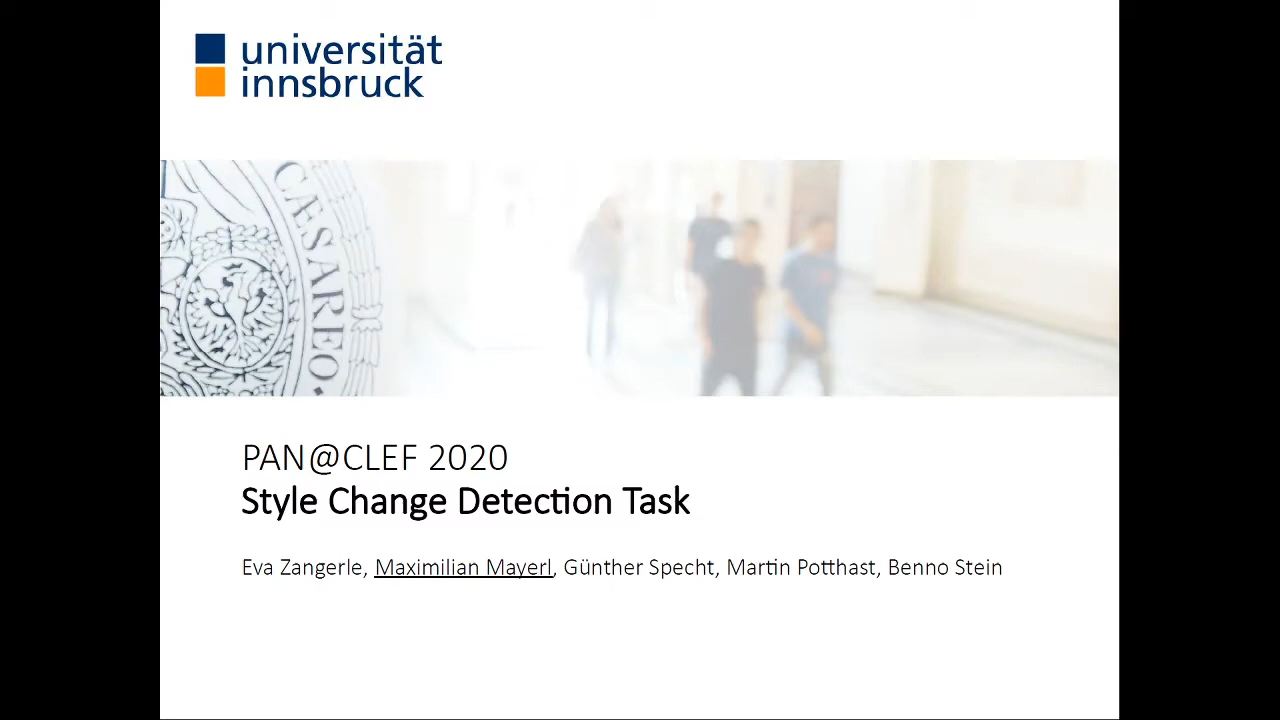 universität
innsbruck
CÆSAREO
PAN@CLEF 2020
Style Change Detection Task
Eva Zangerle, Maximilian Mayerl, Günther Specht, Martin Potthast, Benno Stein